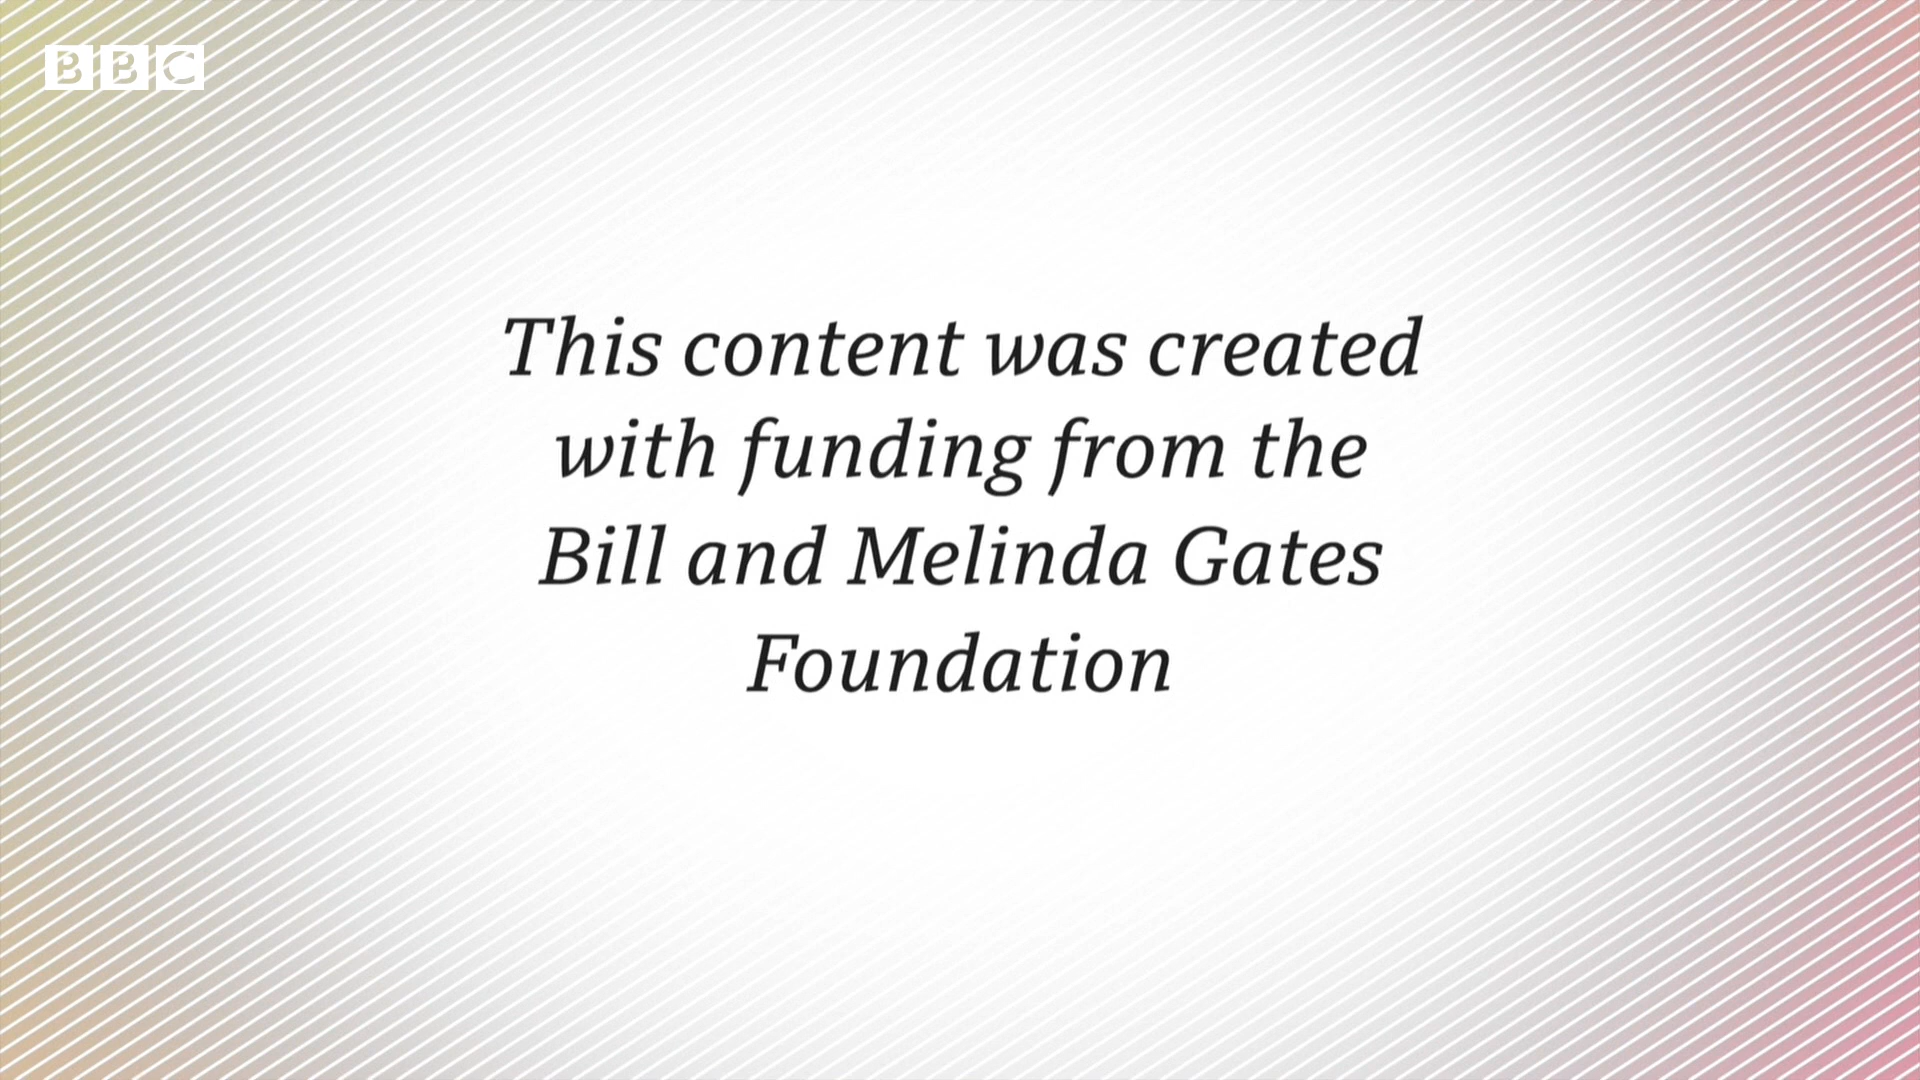 BBC
This content was created
with funding from the
Bill and Melinda Gates
Foundation